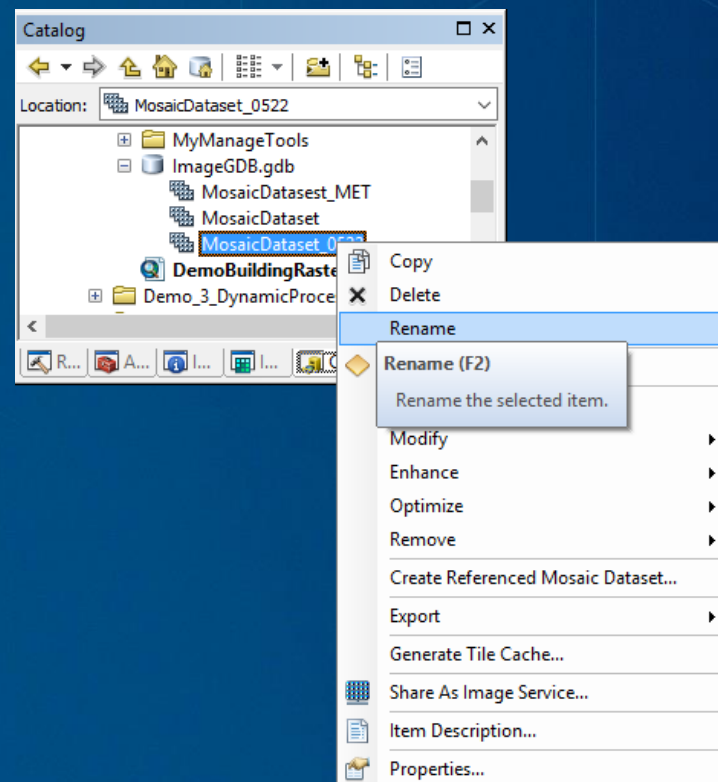 Catalog
Location: MosaicDataset_0522
MyManageTools
ImageGDB.gdb
MosaicDatasest_MET
MosaicDataset
MosaicDataset_0522
DemoBuildingRaste
Demo_3_DynamicProce
R... A... I... I... C
Copy
Delete
Rename
Rename (F2)
Rename the selected item.
Modify
Enhance
Optimize
Remove
Create Referenced Mosaic Dataset...
Export
Generate Tile Cache...
Share As Image Service...
Item Description...
Properties...